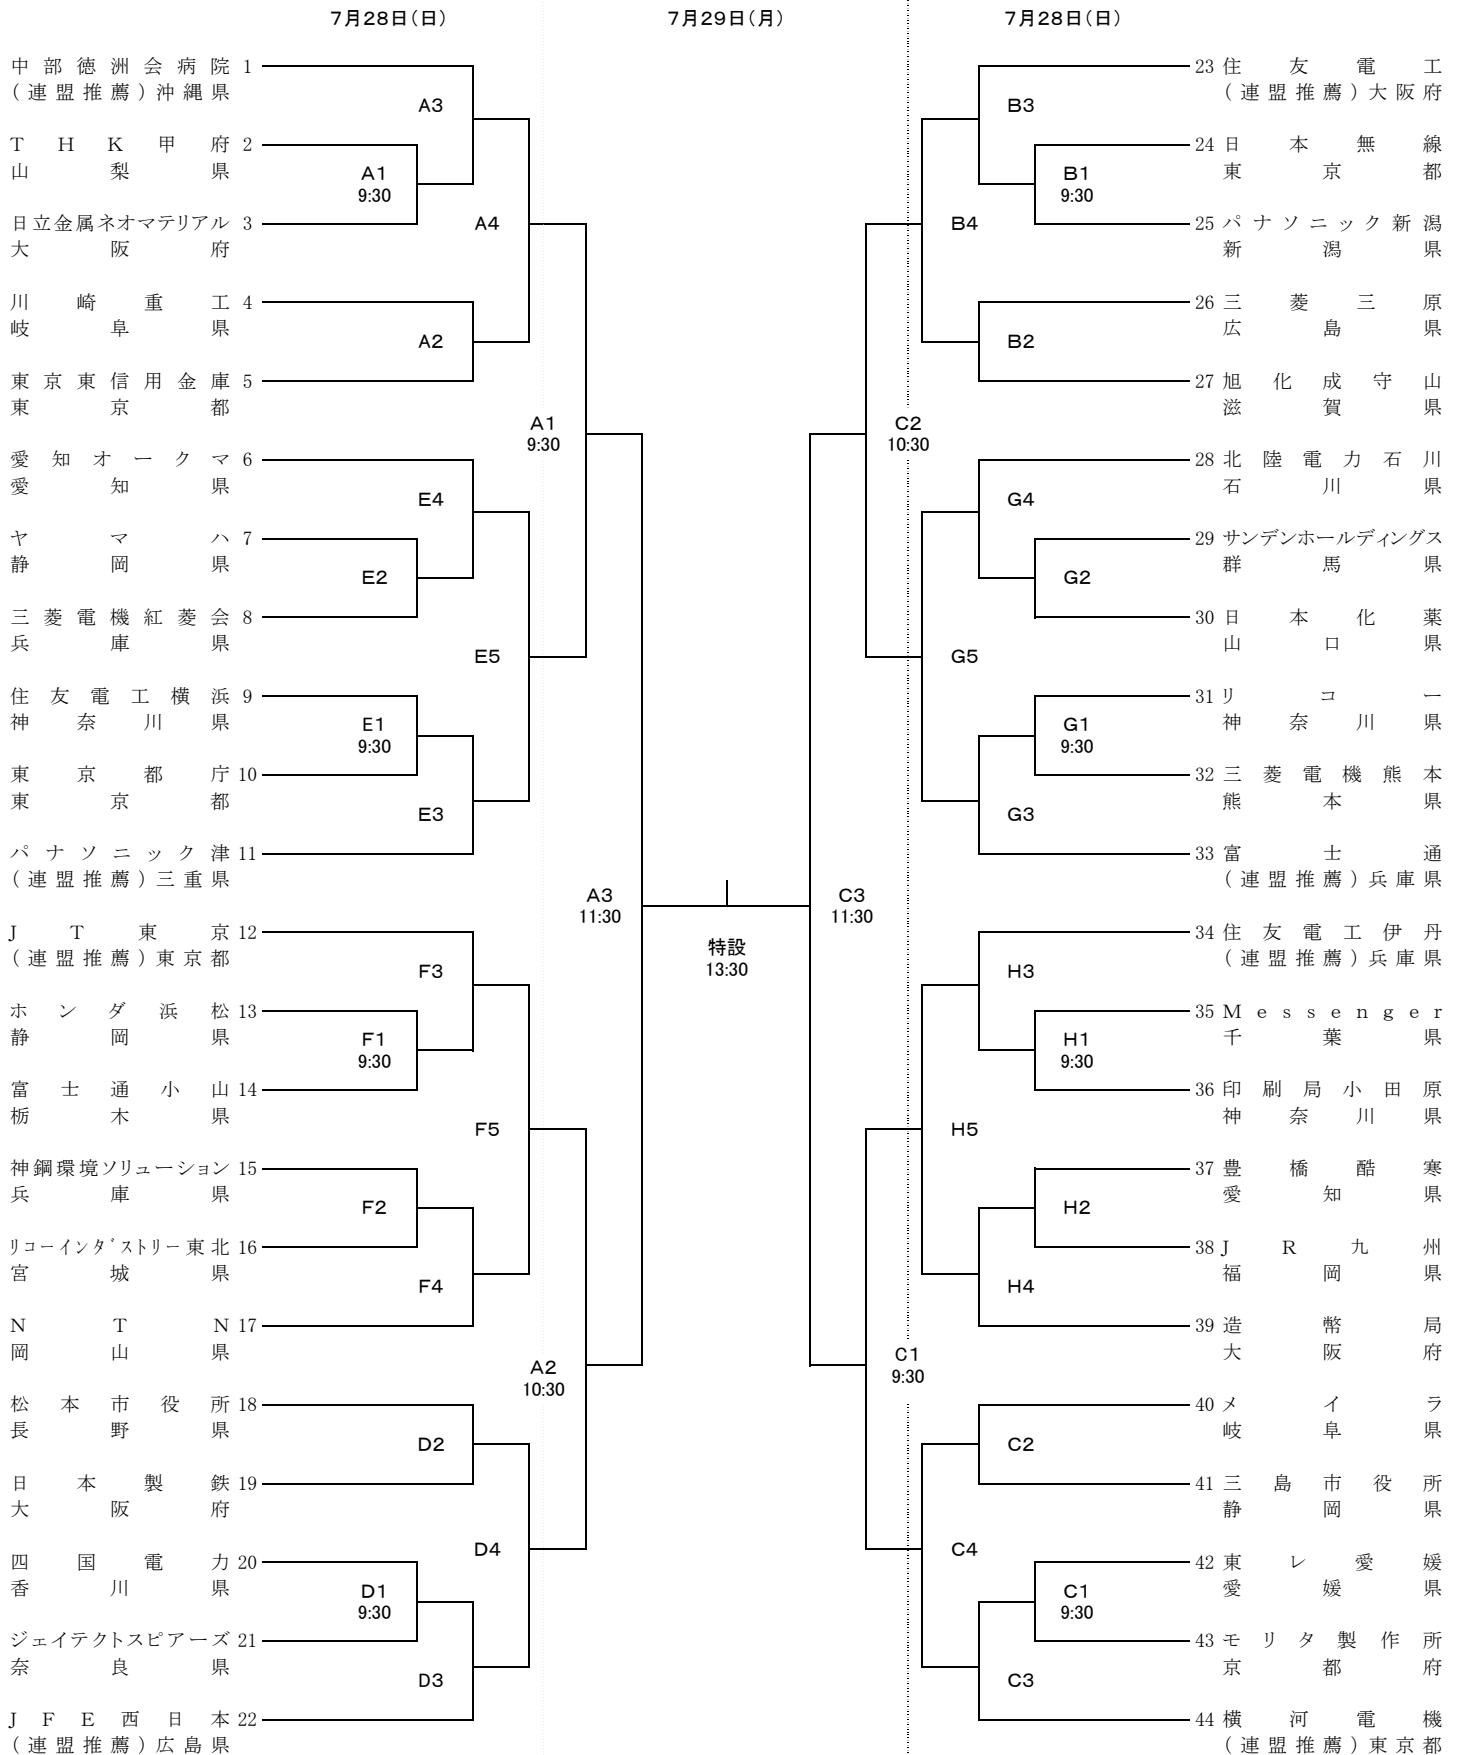 7月28日(日)
7月29日(月)
7月28日(日)
中部徳洲会病院 1
(連盟推薦)沖縄県
THK甲府 2
山梨県
日立金属ネオマテリアル 3
大阪府
川崎重工 4
岐阜県
東京東信用金庫 5
東京都
愛知オークマ 6
愛知県
ヤマハ 7
静岡県
三菱電機紅菱会 8
兵庫県
住友電工横浜 9
神奈川県
東京都庁 10
東京都
パナソニック津 11
(連盟推薦)三重県
JT東京 12
(連盟推薦)東京都
ホンダ浜松 13
静岡県
富士通小山 14
栃木県
神鋼環境ソリューション 15
兵庫県
リコーインダストリー東北 16
宮城県
NTN 17
岡山県
松本市役所 18
長野県
日本製鉄 19
大阪府
四国電力 20
香川県
ジェイテクトスピアーズ 21
奈良県
JFE西日本 22
(連盟推薦)広島県
A3
A1
9:30
A4
A2
A1
9:30
E4
E2
E5
E1
9:30
E3
A3
11:30
F3
F1
9:30
F5
F2
F4
A2
10:30
D2
D4
D1
9:30
D3
特設
13:30
C3
11:30
B3
B1
9:30
B4
B2
C2
10:30
G4
G2
G5
G1
9:30
G3
H3
H1
9:30
H5
H2
H4
C1
9:30
C2
C4
C1
9:30
C3
23 住友電工
(連盟推薦)大阪府
24 日本無線
東京都
25 パナソニック新潟
新潟県
26 三菱三原
広島県
27 旭化成守山
滋賀県
28 北陸電力石川
石川県
29 サンデンホールディングス
群馬県
30 日本化薬
山口県
31 リコー
神奈川県
32 三菱電機熊本
熊本県
33 富士通
(連盟推薦)兵庫県
34 住友電工伊丹
(連盟推薦)兵庫県
35 Messenger
千葉県
36 印刷局小田原
神奈川県
37 豊橋酷寒
愛知県
38 JR九州
福岡県
39 造幣局
大阪府
40 メイラ
岐阜県
41 三島市役所
静岡県
42 東レ愛媛
愛媛県
43 モリタ製作所
京都府
44 横河電機
(連盟推薦)東京都